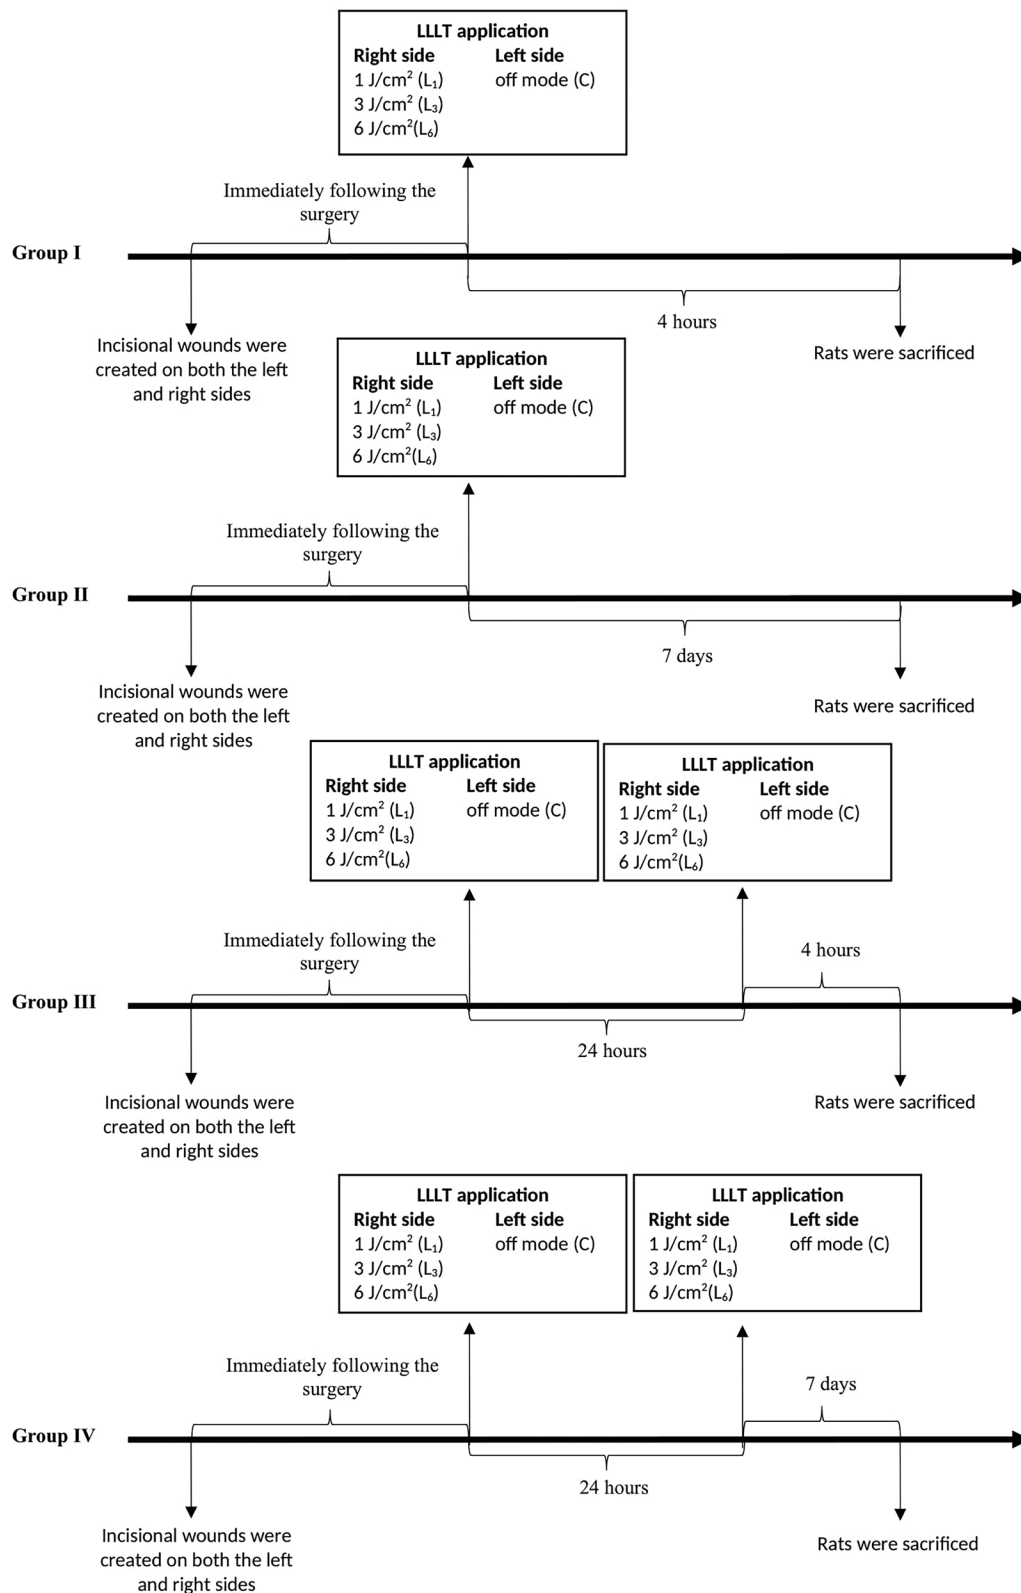 LLLT application
Right side Left side
1 J/cm² (L₁) off mode (C)
3 J/cm² (L₃)
6 J/cm²(L₆)
Immediately following the
surgery
Group I
4 hours
Incisional wounds were
created on both the left
and right sides
Rats were sacrificed
LLLT application
Right side Left side
1 J/cm² (L₁) off mode (C)
3 J/cm² (L₃)
6 J/cm²(L₆)
Immediately following the
surgery
Group II
7 days
Incisional wounds were
created on both the left
and right sides
Rats were sacrificed
LLLT application
Right side Left side
1 J/cm² (L₁) off mode (C)
3 J/cm² (L₃)
6 J/cm²(L₆)
LLLT application
Right side Left side
1 J/cm² (L₁) off mode (C)
3 J/cm² (L₃)
6 J/cm²(L₆)
Immediately following the
surgery
4 hours
Group III
24 hours
Incisional wounds were
created on both the left
and right sides
Rats were sacrificed
LLLT application
Right side Left side
1 J/cm² (L₁) off mode (C)
3 J/cm² (L₃)
6 J/cm²(L₆)
LLLT application
Right side Left side
1 J/cm² (L₁) off mode (C)
3 J/cm² (L₃)
6 J/cm²(L₆)
Immediately following the
surgery
7 days
Group IV
24 hours
Incisional wounds were
created on both the left
and right sides
Rats were sacrificed